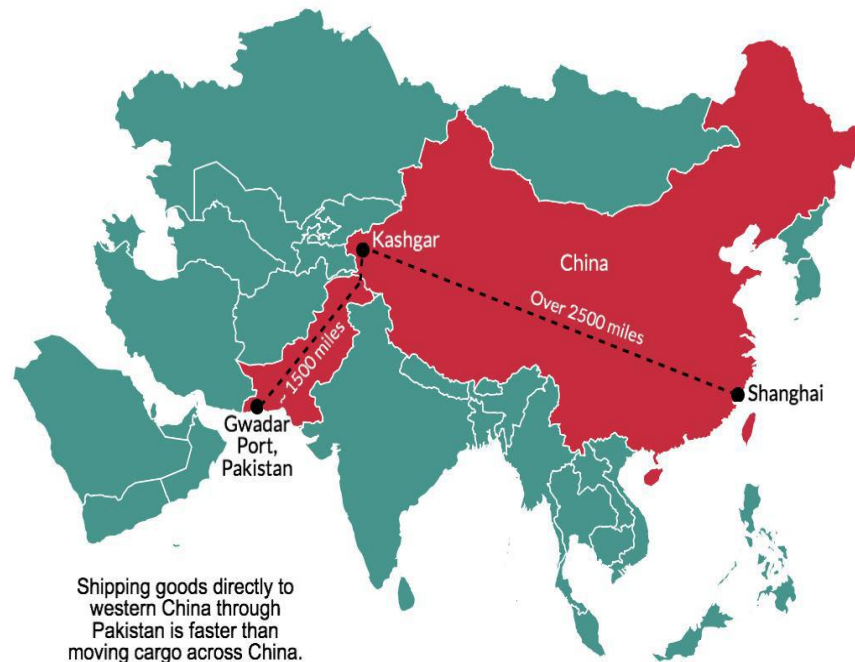 Kashgar
China
Over 2500 miles
~ 1500 miles
Shanghai
Gwadar
Port,
Pakistan
Shipping goods directly to
western China through
Pakistan is faster than
moving cargo across China.